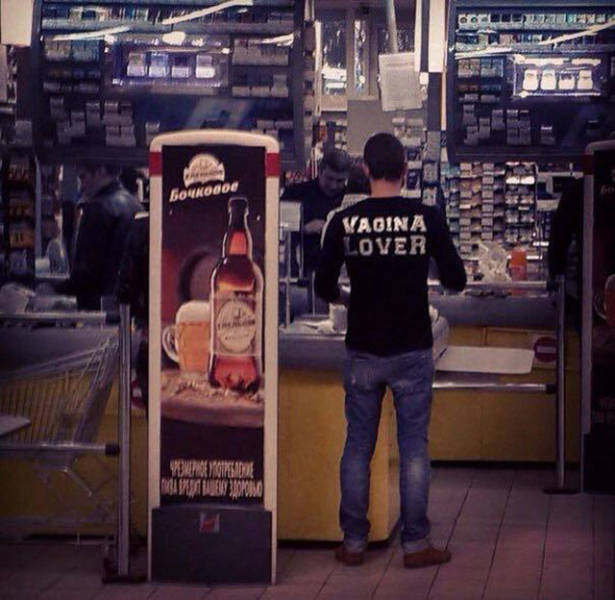 Бочковое
VAGINA
LOVER
ЧРЕЗМЕРНОЕ УПОТРЕБЛЕНИЕ
ПИВА ВРЕДИТ ВАШЕМУ ЗДОРОВЬЮ